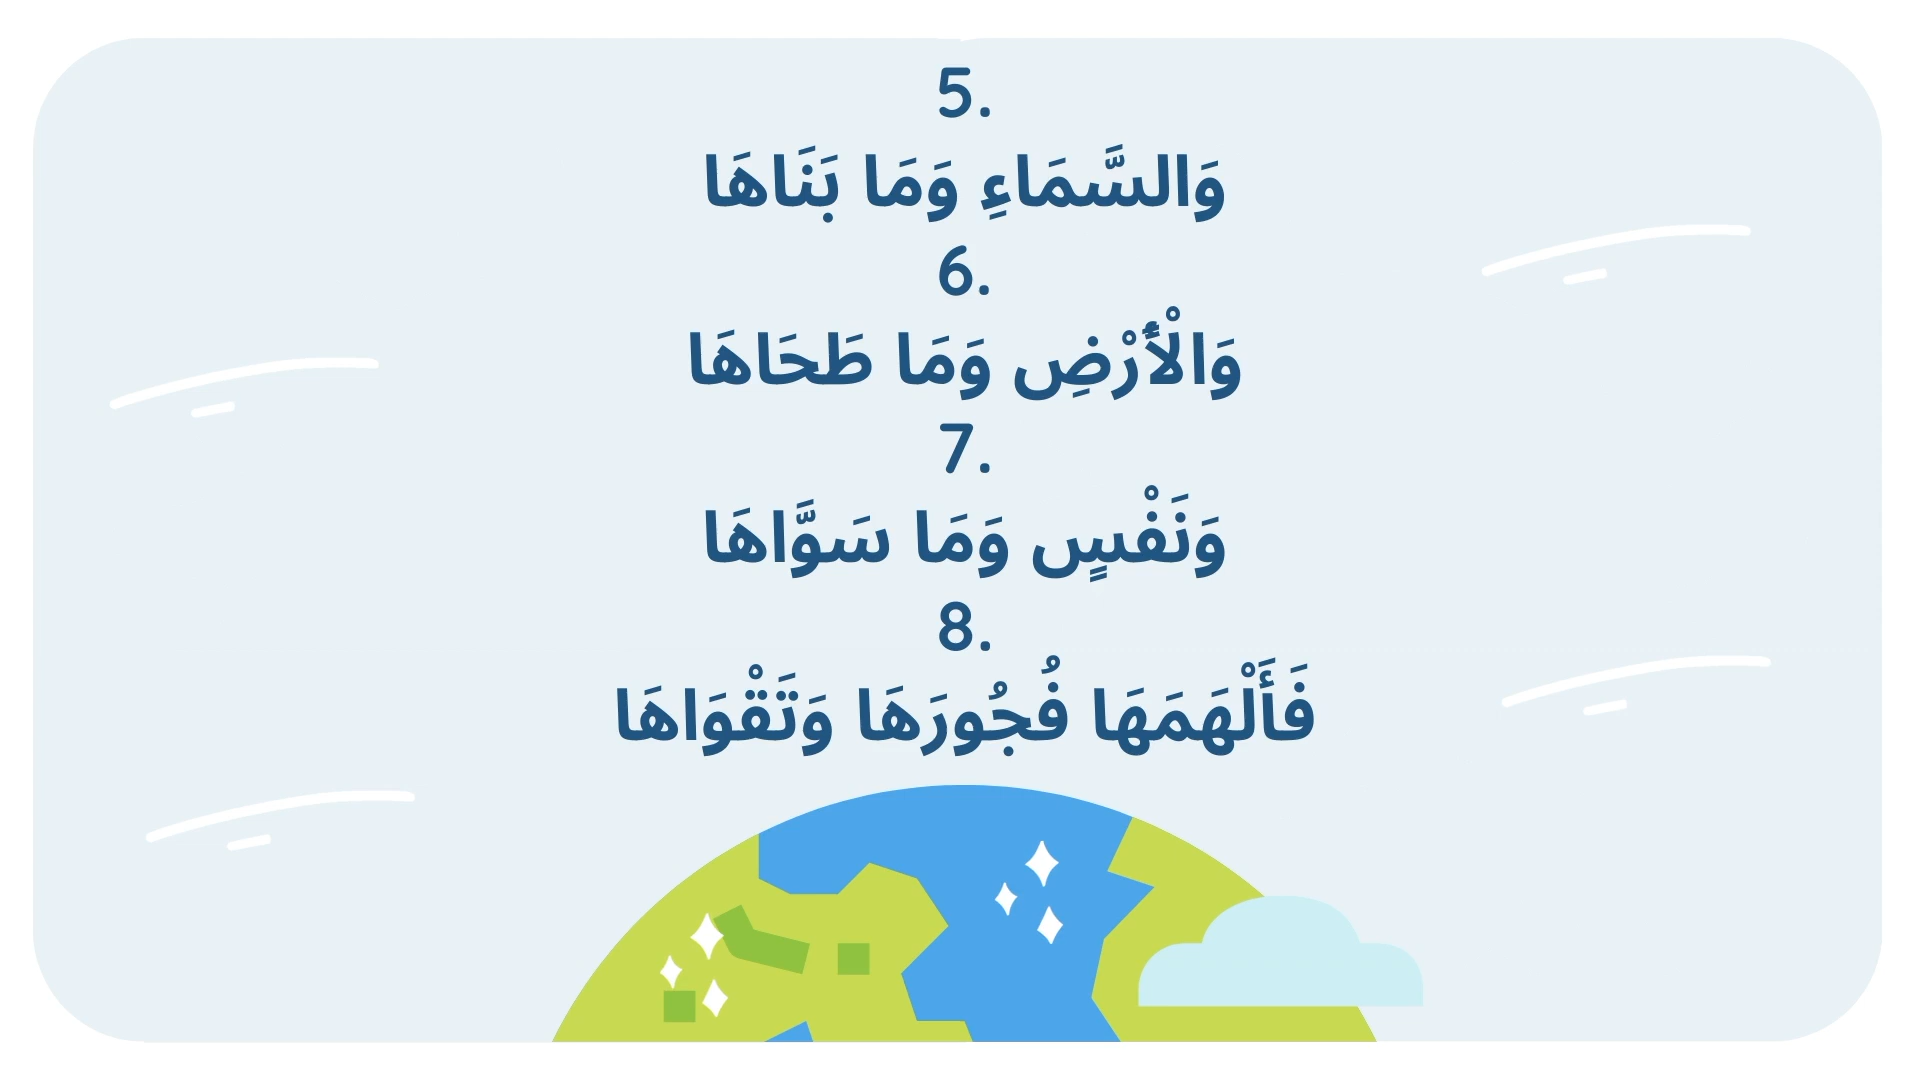 5.
وَالسَّمَاءِ وَمَا بَنَاهَا
6.
وَالْأَرْضِ وَمَا طَحَاهَا
7.
وَنَفْسٍ وَمَا سَوَّاهَا
8.
فَأَلْهَمَهَا فُجُورَهَا وَتَقْوَاهَا